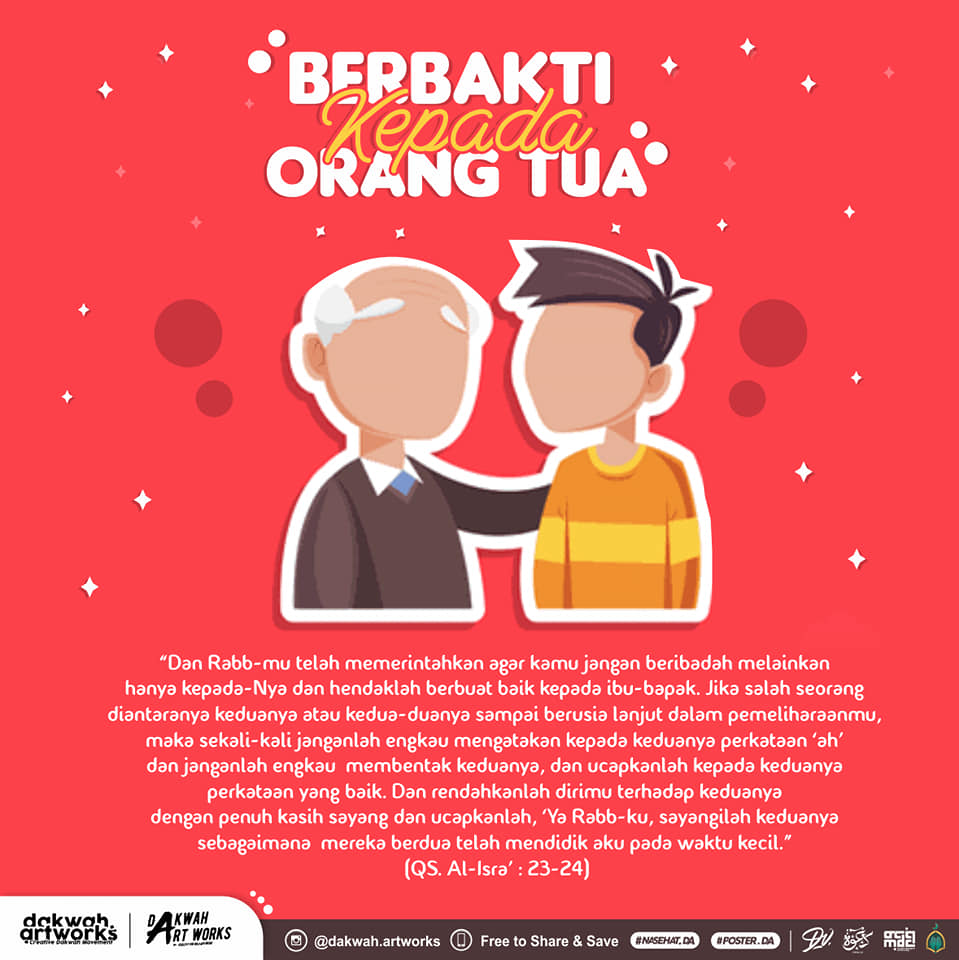 BERBAKTI
Kepada
ORANG TUA
“Dan Rabb-mu telah memerintahkan agar kamu jangan beribadah melainkan
hanya kepada-Nya dan hendaklah berbuat baik kepada ibu-bapak. Jika salah seorang
diantaranya keduanya atau kedua-duanya sampai berusia lanjut dalam pemeliharaanmu,
maka sekali-kali janganlah engkau mengatakan kepada keduanya perkataan ‘ah’
dan janganlah engkau membentak keduanya, dan ucapkanlah kepada keduanya
perkataan yang baik. Dan rendahkanlah dirimu terhadap keduanya
dengan penuh kasih sayang dan ucapkanlah, ‘Ya Rabb-ku, sayangilah keduanya
sebagaimana mereka berdua telah mendidik aku pada waktu kecil.”
(QS. Al-Isra’ : 23-24)
dakwah
artworks
Creative Dakwah Movement
DAKWAH
ART WORKS
@dakwah.artworks
Free to Share & Save
#NASEHAT.DA
#POSTER.DA